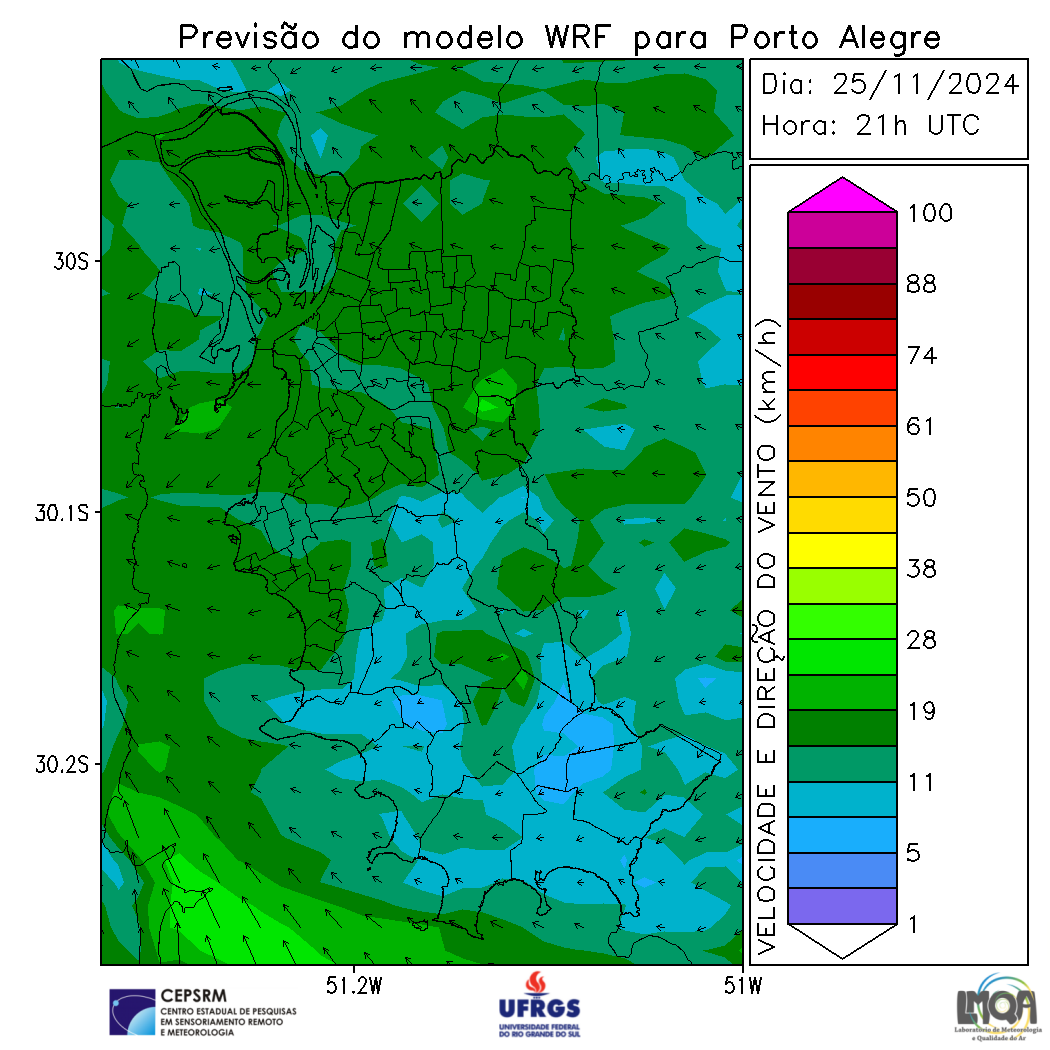 Previsão do modelo WRF para Porto Alegre
Dia: 25/11/2024
Hora: 21h UTC
30S
30.1S
30.2S
51.2W
51W
VELOCIDADE E DIREÇÃO DO VENTO (km/h)
100
88
74
61
50
38
28
19
11
5
1
CEPSRM
CENTRO ESTADUAL DE PESQUISAS
EM SENSORIAMENTO REMOTO
E METEOROLOGIA
UFRGS
UNIVERSIDADE FEDERAL
DO RIO GRANDE DO SUL
LMQA
Laboratório de Meteorologia
e Qualidade do Ar